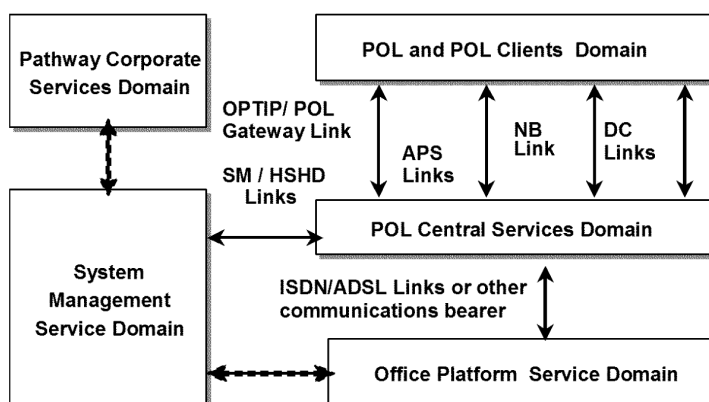 Pathway Corporate
Services Domain
POL and POL Clients Domain
OPTIP/ POL
Gateway Link
APS
Links
NB
Link
DC
Links
SM / HSHD
Links
POL Central Services Domain
System
Management
Service Domain
ISDN/ADSL Links or other
communications bearer
Office Platform Service Domain